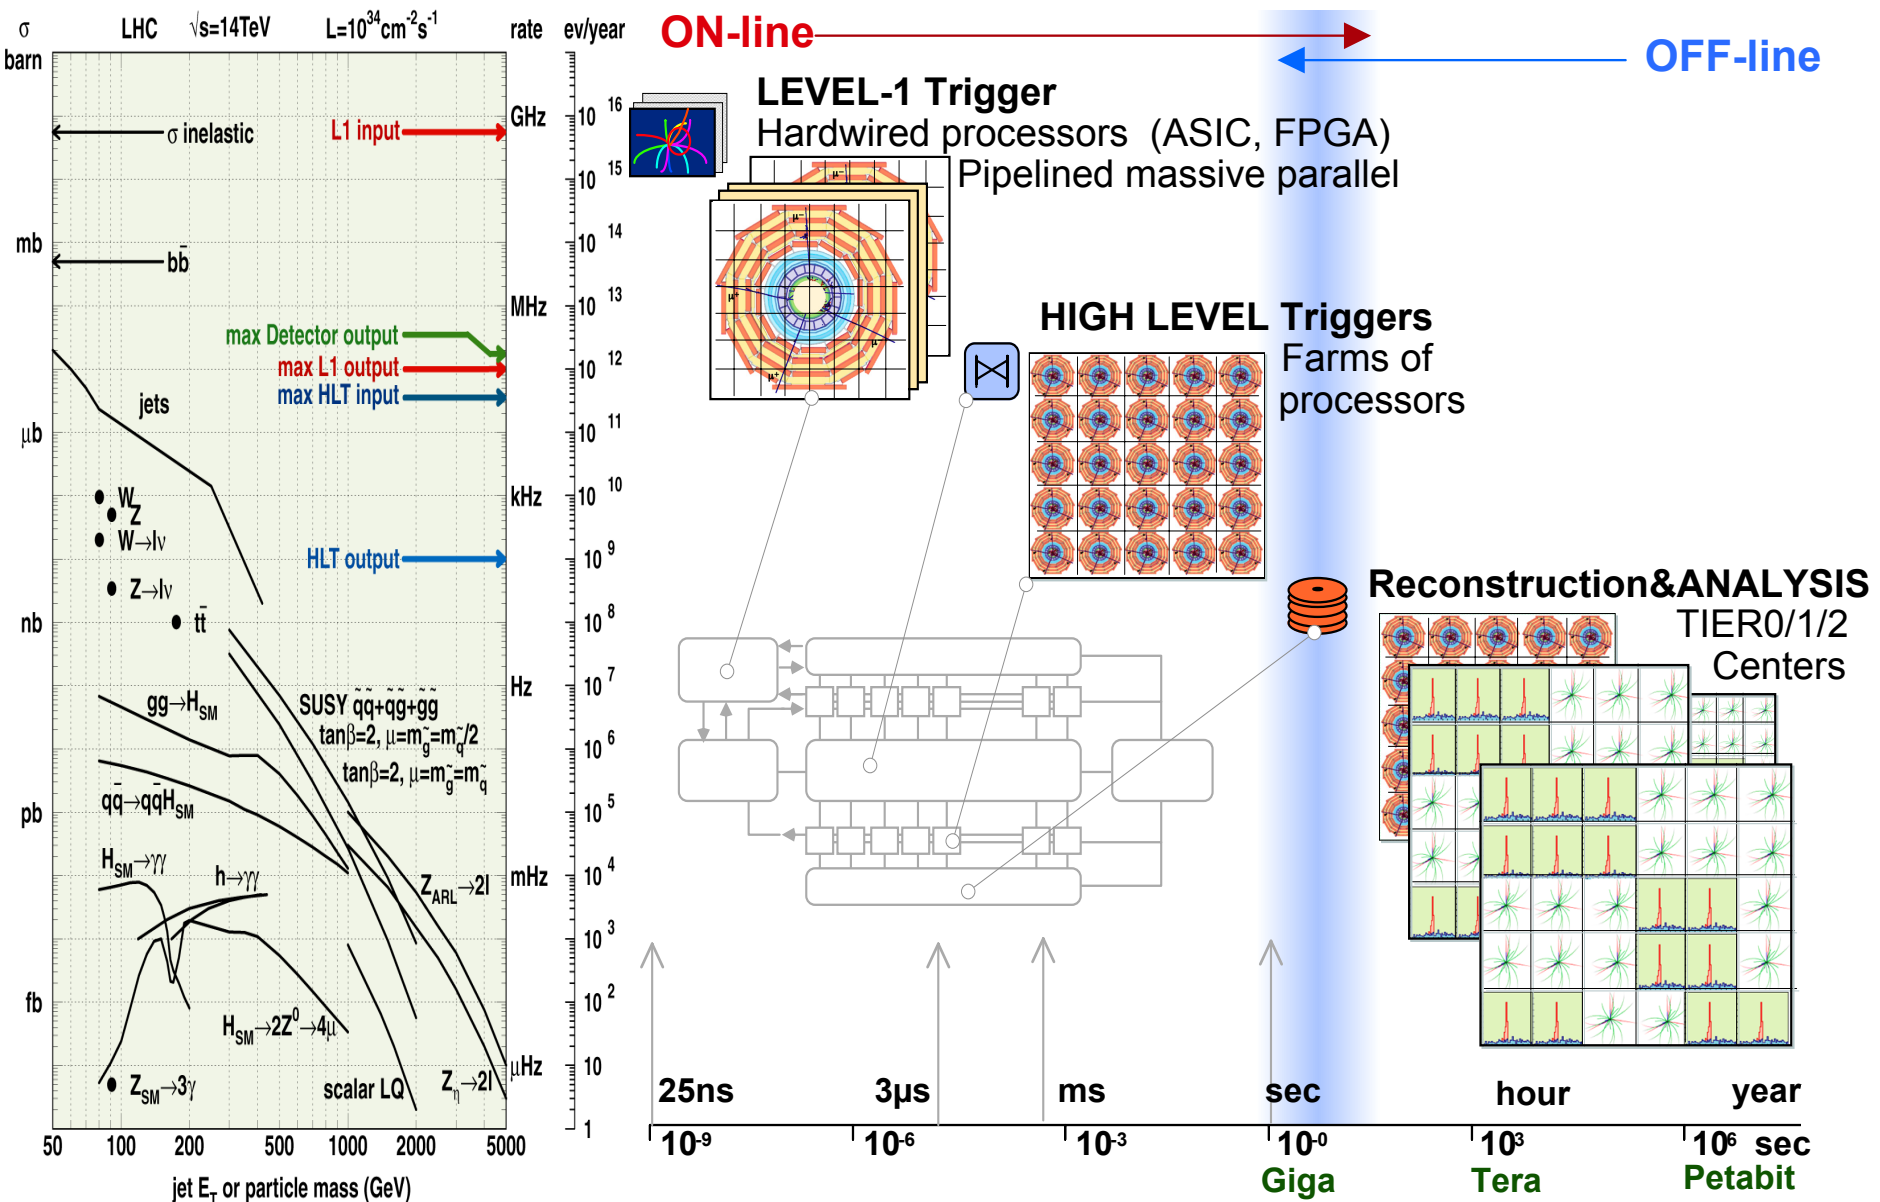 σ LHC √s=14TeV L=10³⁴cm⁻²s⁻¹ rate ev/year
barn
σ inelastic
L1 input
GHz
bb̄
mb
MHz
max Detector output
max L1 output
max HLT input
jets
μb
W
Z
W→lν
kHz
HLT output
Z→lν
tt̄
nb
Hz
gg→H_SM
SUSY q̃q̃+q̃g̃+g̃g̃
tanβ=2, μ=m_g̃=m_q̃/2
tanβ=2, μ=m_g̃=m_q̃
qq̄→qq̄H_SM
pb
H_SM→γγ
h→γγ
mHz
Z_ARL→2l
fb
H_SM→2Z⁰→4μ
μHz
Z_SM→3γ
scalar LQ
Z_η→2l
50 100 200 500 1000 2000 5000
jet E_T or particle mass (GeV)
10¹⁶
10¹⁵
10¹⁴
10¹³
10¹²
10¹¹
10¹⁰
10⁹
10⁸
10⁷
10⁶
10⁵
10⁴
10³
10²
10
1
ON-line
OFF-line
LEVEL-1 Trigger
Hardwired processors (ASIC, FPGA)
Pipelined massive parallel
μ⁻
μ⁻
μ⁺
μ
μ⁺
HIGH LEVEL Triggers
Farms of
processors
Reconstruction&ANALYSIS
TIER0/1/2
Centers
25ns 3μs ms sec hour year
10⁻⁹ 10⁻⁶ 10⁻³ 10⁻⁰ 10³ 10⁶ sec
Giga Tera Petabit